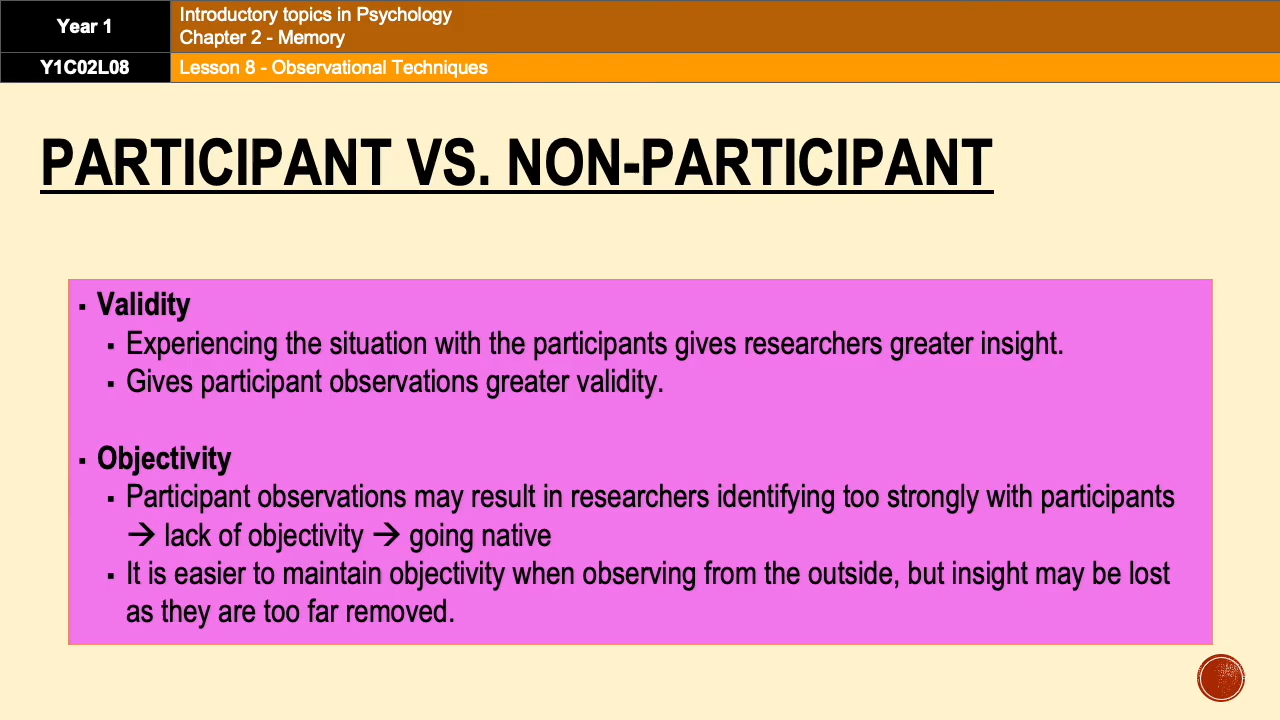 Year 1
Introductory topics in Psychology
Chapter 2 - Memory
Y1C02L08
Lesson 8 - Observational Techniques
PARTICIPANT VS. NON-PARTICIPANT
▪ Validity
▪ Experiencing the situation with the participants gives researchers greater insight.
▪ Gives participant observations greater validity.
▪ Objectivity
▪ Participant observations may result in researchers identifying too strongly with participants
→ lack of objectivity → going native
▪ It is easier to maintain objectivity when observing from the outside, but insight may be lost
as they are too far removed.